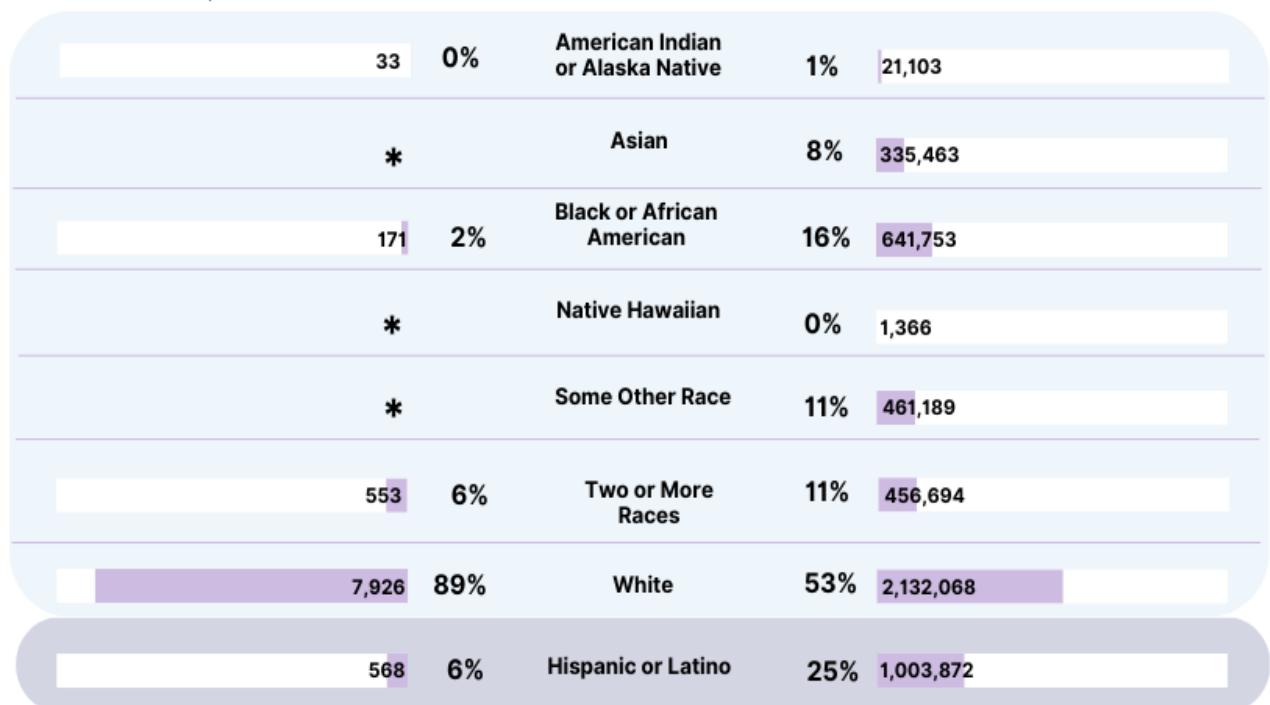 33 0% American Indian or Alaska Native 1% 21,103
* Asian 8% 335,463
171 2% Black or African American 16% 641,753
* Native Hawaiian 0% 1,366
* Some Other Race 11% 461,189
553 6% Two or More Races 11% 456,694
7,926 89% White 53% 2,132,068
568 6% Hispanic or Latino 25% 1,003,872